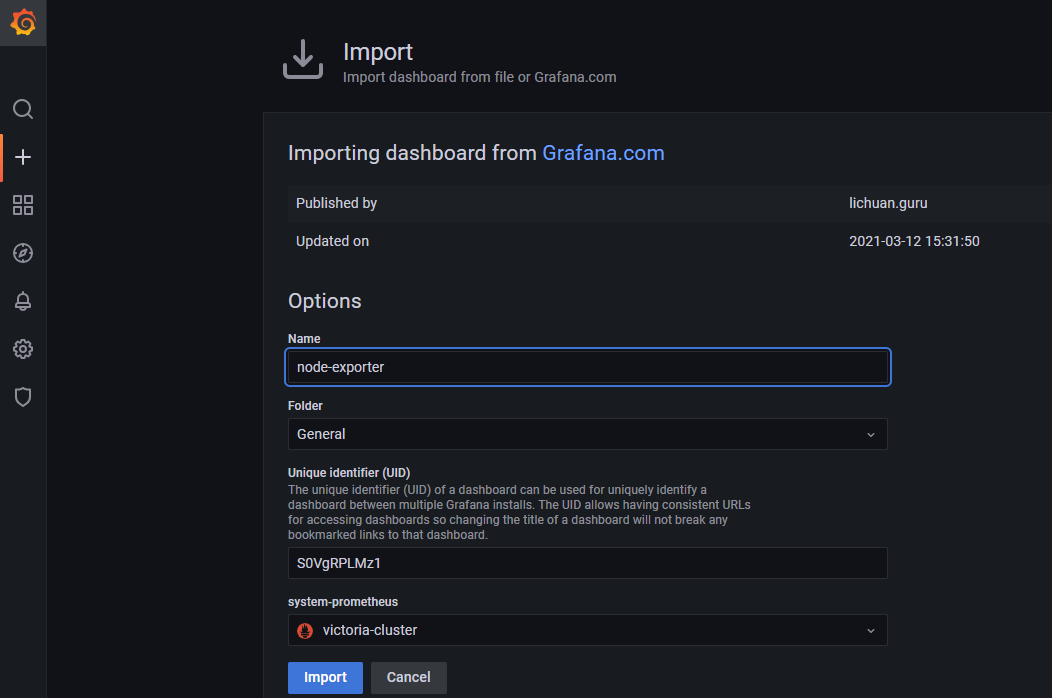 Import
Import dashboard from file or Grafana.com
Importing dashboard from Grafana.com
Published by lichuan.guru
Updated on 2021-03-12 15:31:50
Options
Name
node-exporter
Folder
General
Unique identifier (UID)
The unique identifier (UID) of a dashboard can be used for uniquely identify a
dashboard between multiple Grafana installs. The UID allows having consistent URLs
for accessing dashboards so changing the title of a dashboard will not break any
bookmarked links to that dashboard.
S0VgRPLMz1
system-prometheus
victoria-cluster
Import Cancel